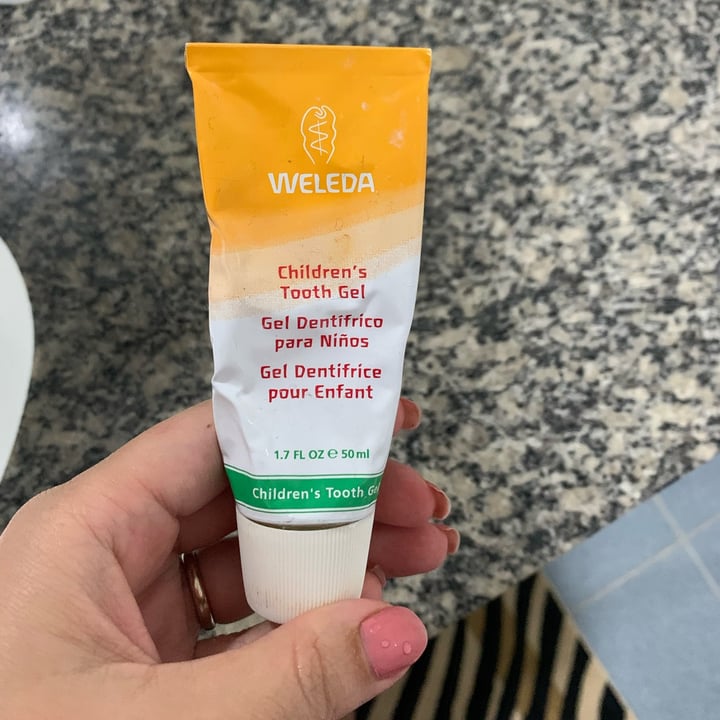 WELEDA
Children's
Tooth Gel
Gel Dentífrico
para Niños
Gel Dentifrice
pour Enfant
1.7 FL OZ ℮ 50 ml
Children's Tooth Gel